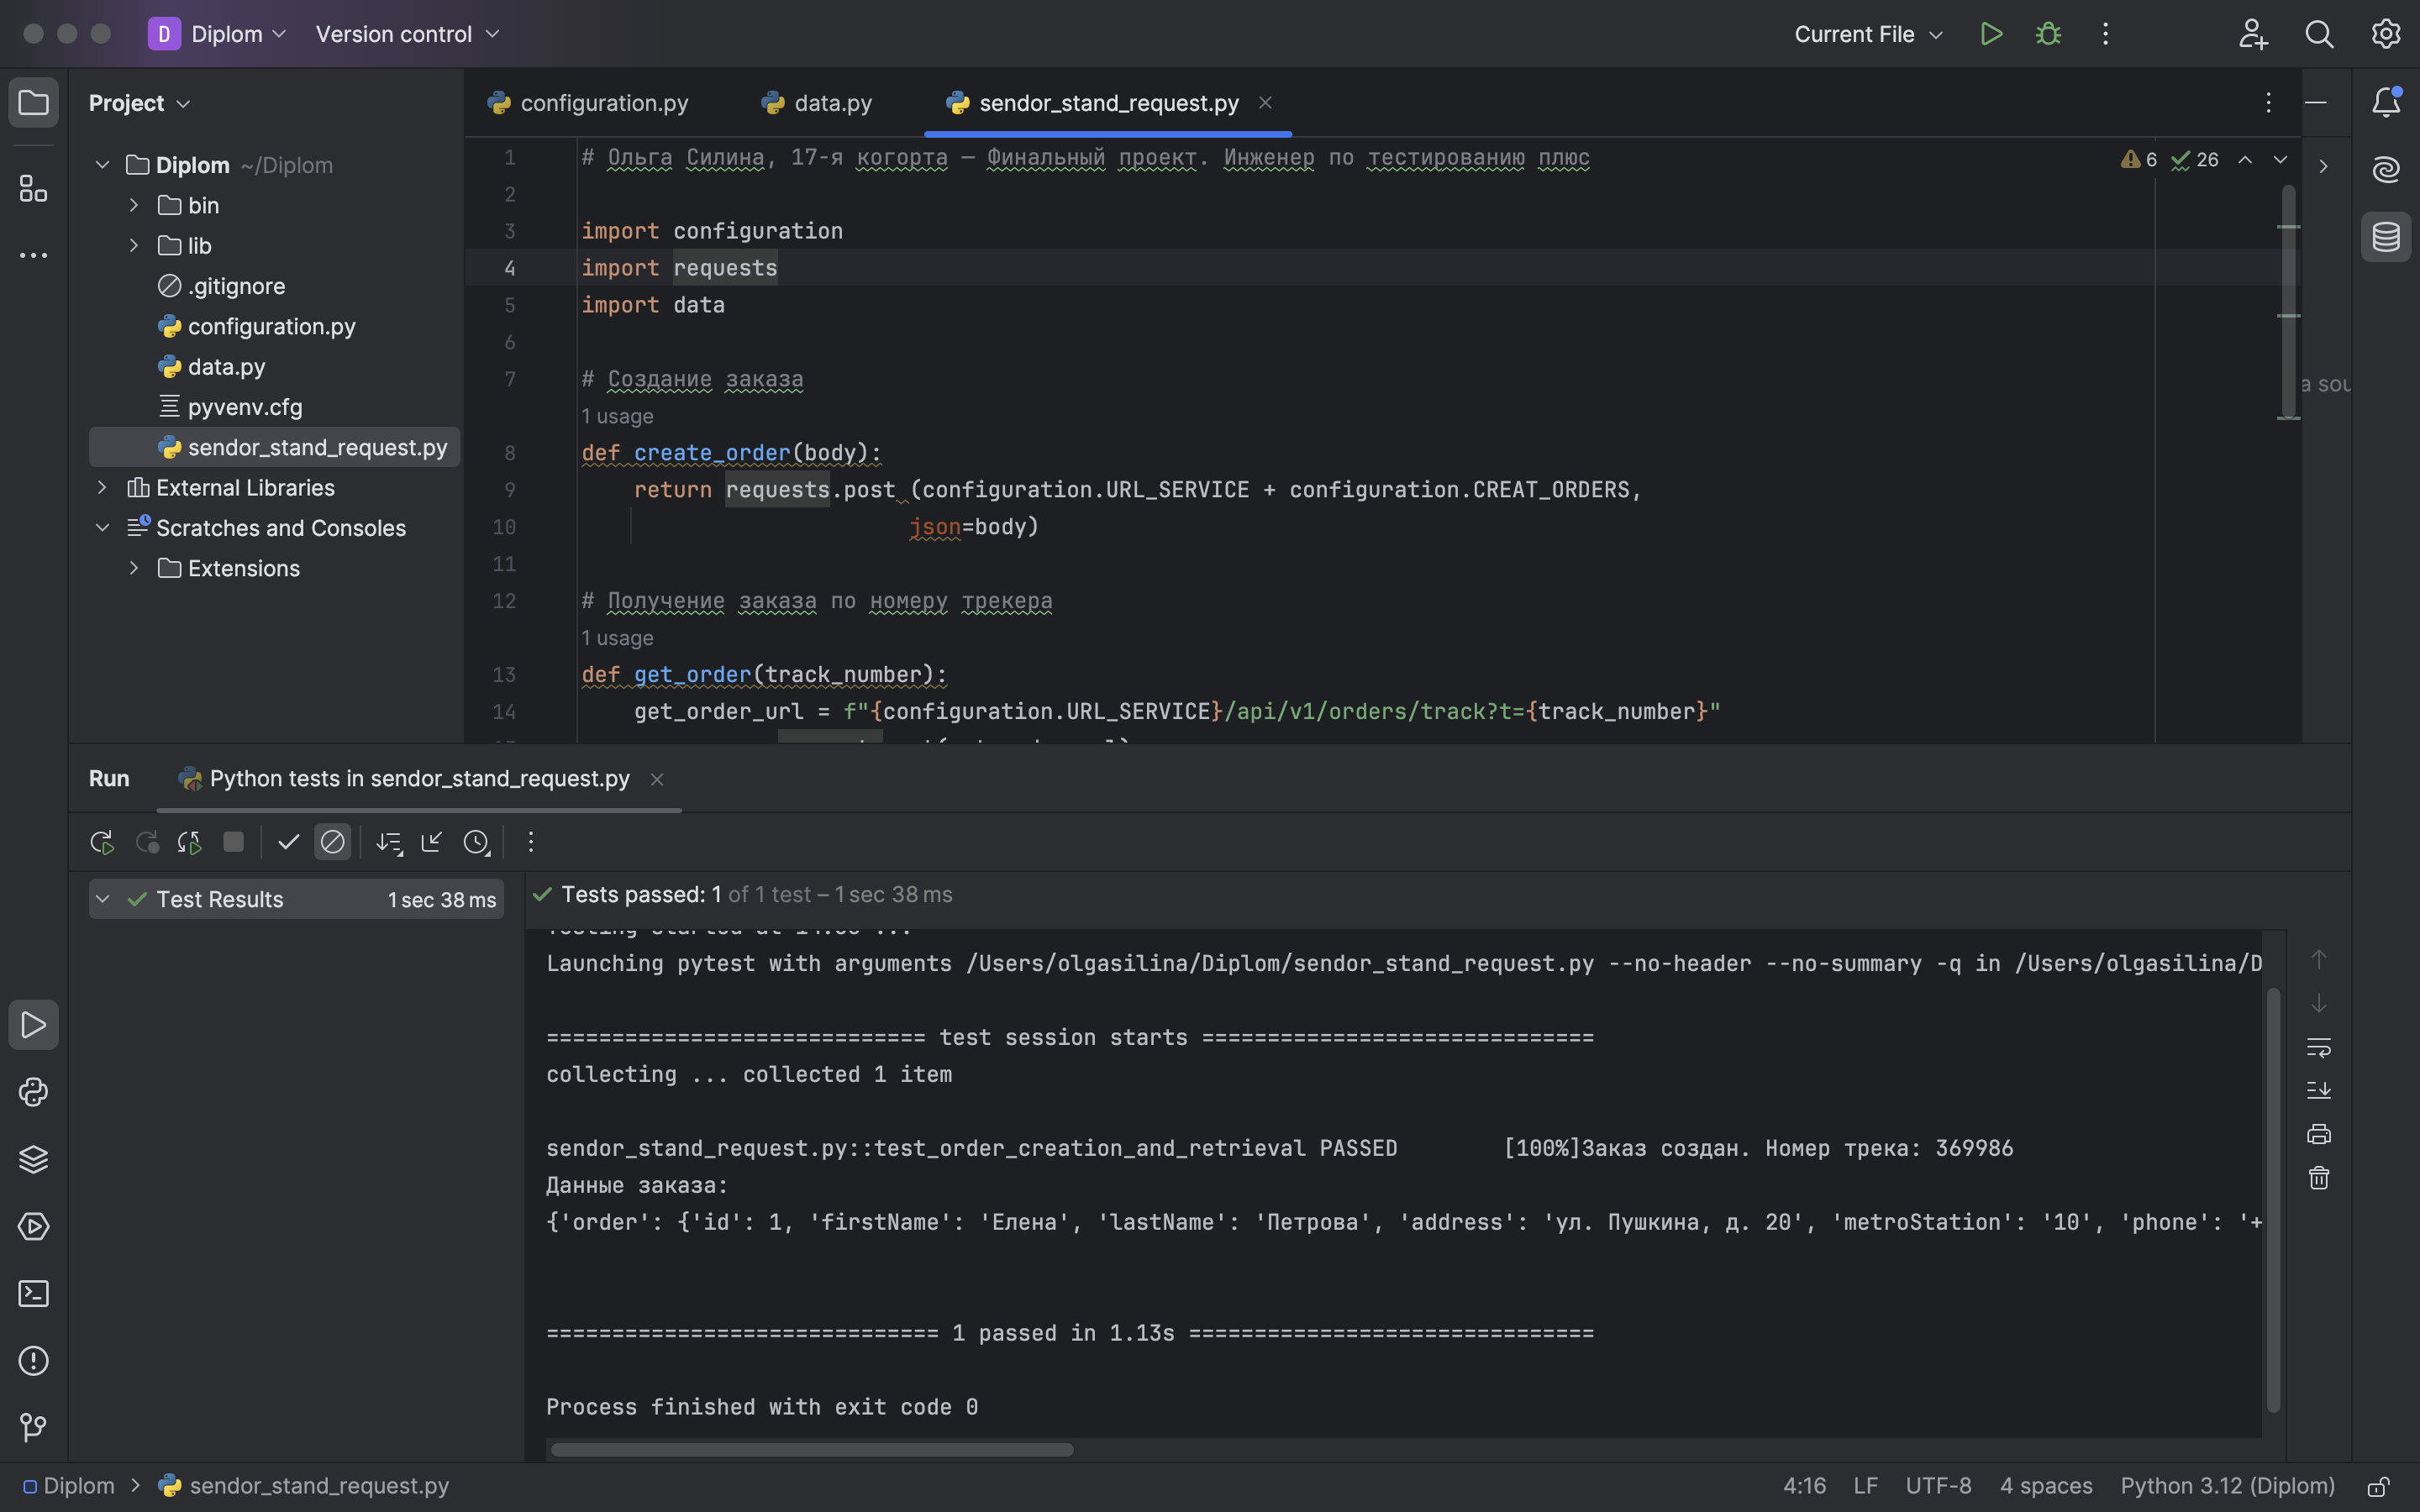 D Diplom Version control Current File
Project
configuration.py data.py sendor_stand_request.py
Diplom ~/Diplom
bin
lib
.gitignore
configuration.py
data.py
pyvenv.cfg
sendor_stand_request.py
External Libraries
Scratches and Consoles
Extensions
6 26
1 # Ольга Силина, 17-я когорта — Финальный проект. Инженер по тестированию плюс
2
3 import configuration
4 import requests
5 import data
6
7 # Создание заказа
1 usage
8 def create_order(body):
9 return requests.post (configuration.URL_SERVICE + configuration.CREAT_ORDERS,
10 json=body)
11
12 # Получение заказа по номеру трекера
1 usage
13 def get_order(track_number):
14 get_order_url = f"{configuration.URL_SERVICE}/api/v1/orders/track?t={track_number}"
a sou
Run Python tests in sendor_stand_request.py
Test Results 1 sec 38 ms
Tests passed: 1 of 1 test – 1 sec 38 ms
Launching pytest with arguments /Users/olgasilina/Diplom/sendor_stand_request.py --no-header --no-summary -q in /Users/olgasilina/D
============================= test session starts ==============================
collecting ... collected 1 item
sendor_stand_request.py::test_order_creation_and_retrieval PASSED [100%]Заказ создан. Номер трека: 369986
Данные заказа:
{'order': {'id': 1, 'firstName': 'Елена', 'lastName': 'Петрова', 'address': 'ул. Пушкина, д. 20', 'metroStation': '10', 'phone': '+
============================== 1 passed in 1.13s ===============================
Process finished with exit code 0
Diplom sendor_stand_request.py 4:16 LF UTF-8 4 spaces Python 3.12 (Diplom)